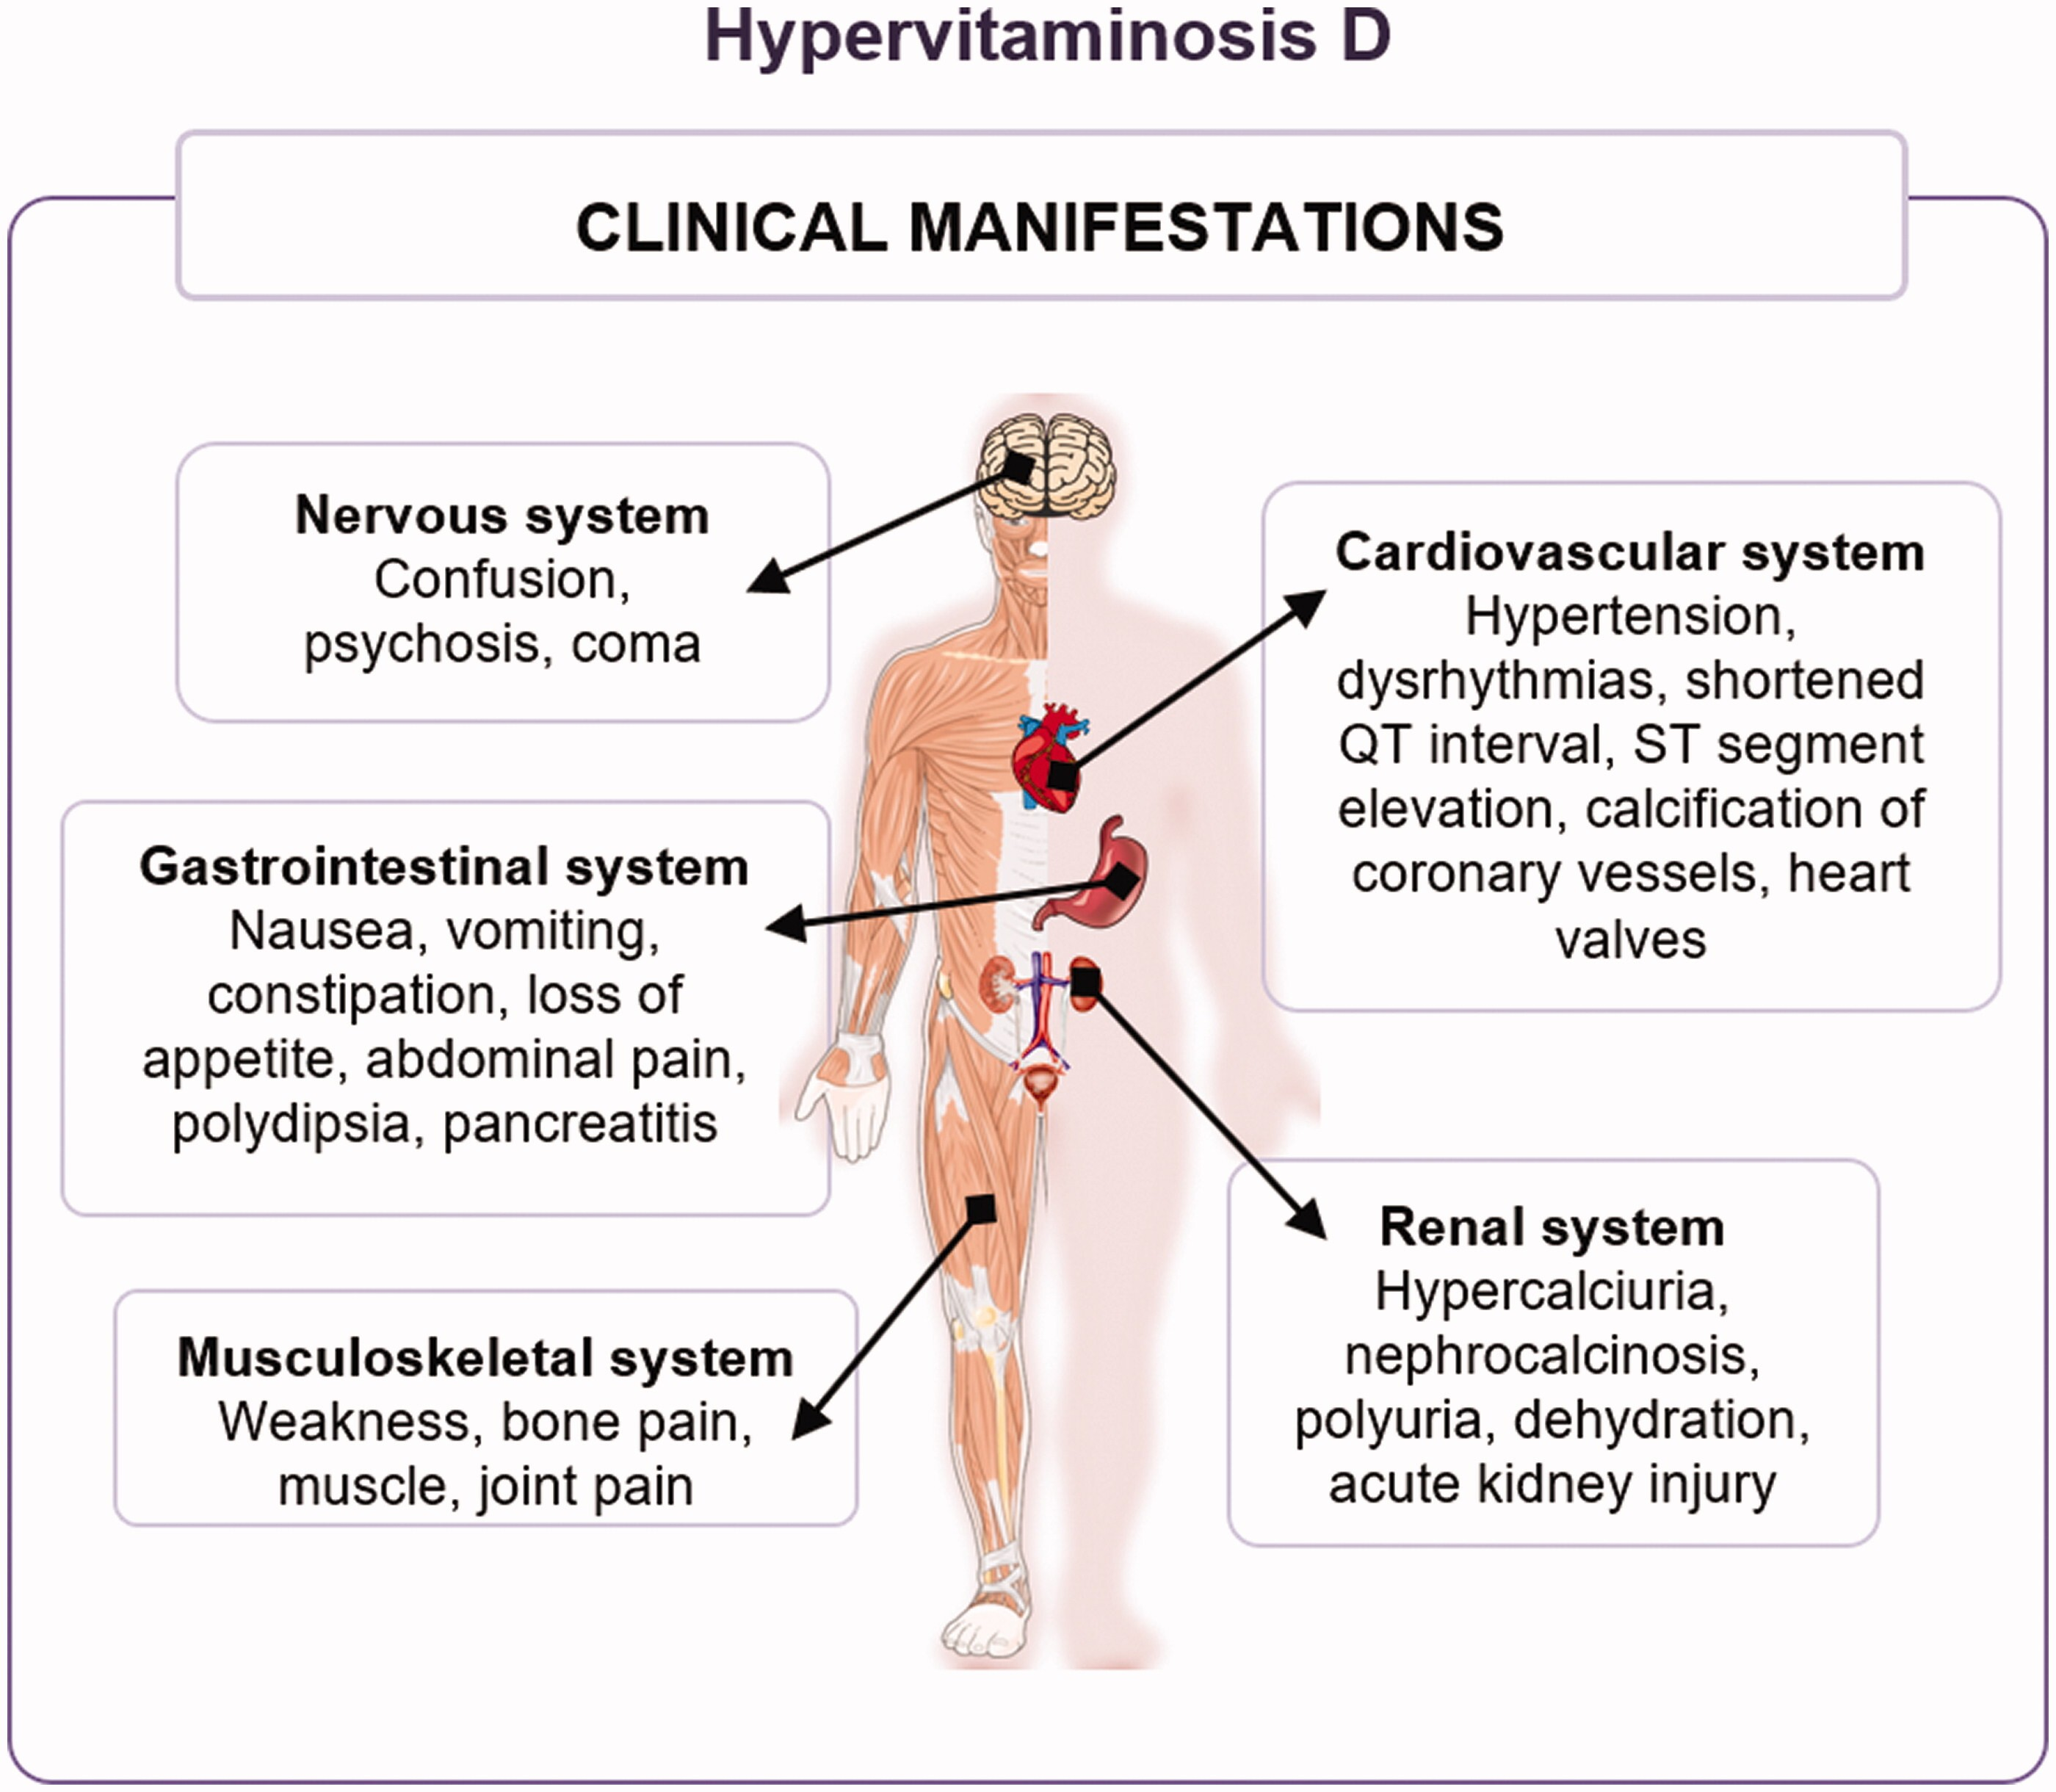 Hypervitaminosis D
CLINICAL MANIFESTATIONS
Nervous system
Confusion,
psychosis, coma
Cardiovascular system
Hypertension,
dysrhythmias, shortened
QT interval, ST segment
elevation, calcification of
coronary vessels, heart
valves
Gastrointestinal system
Nausea, vomiting,
constipation, loss of
appetite, abdominal pain,
polydipsia, pancreatitis
Renal system
Hypercalciuria,
nephrocalcinosis,
polyuria, dehydration,
acute kidney injury
Musculoskeletal system
Weakness, bone pain,
muscle, joint pain